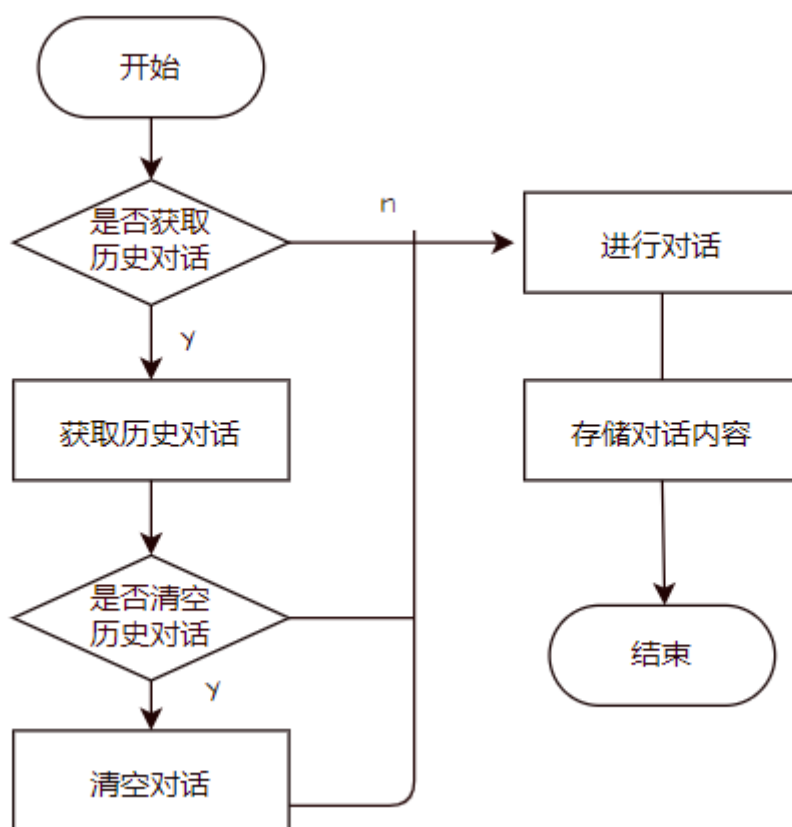 开始
是否获取
历史对话
n
进行对话
y
获取历史对话
存储对话内容
是否清空
历史对话
结束
y
清空对话